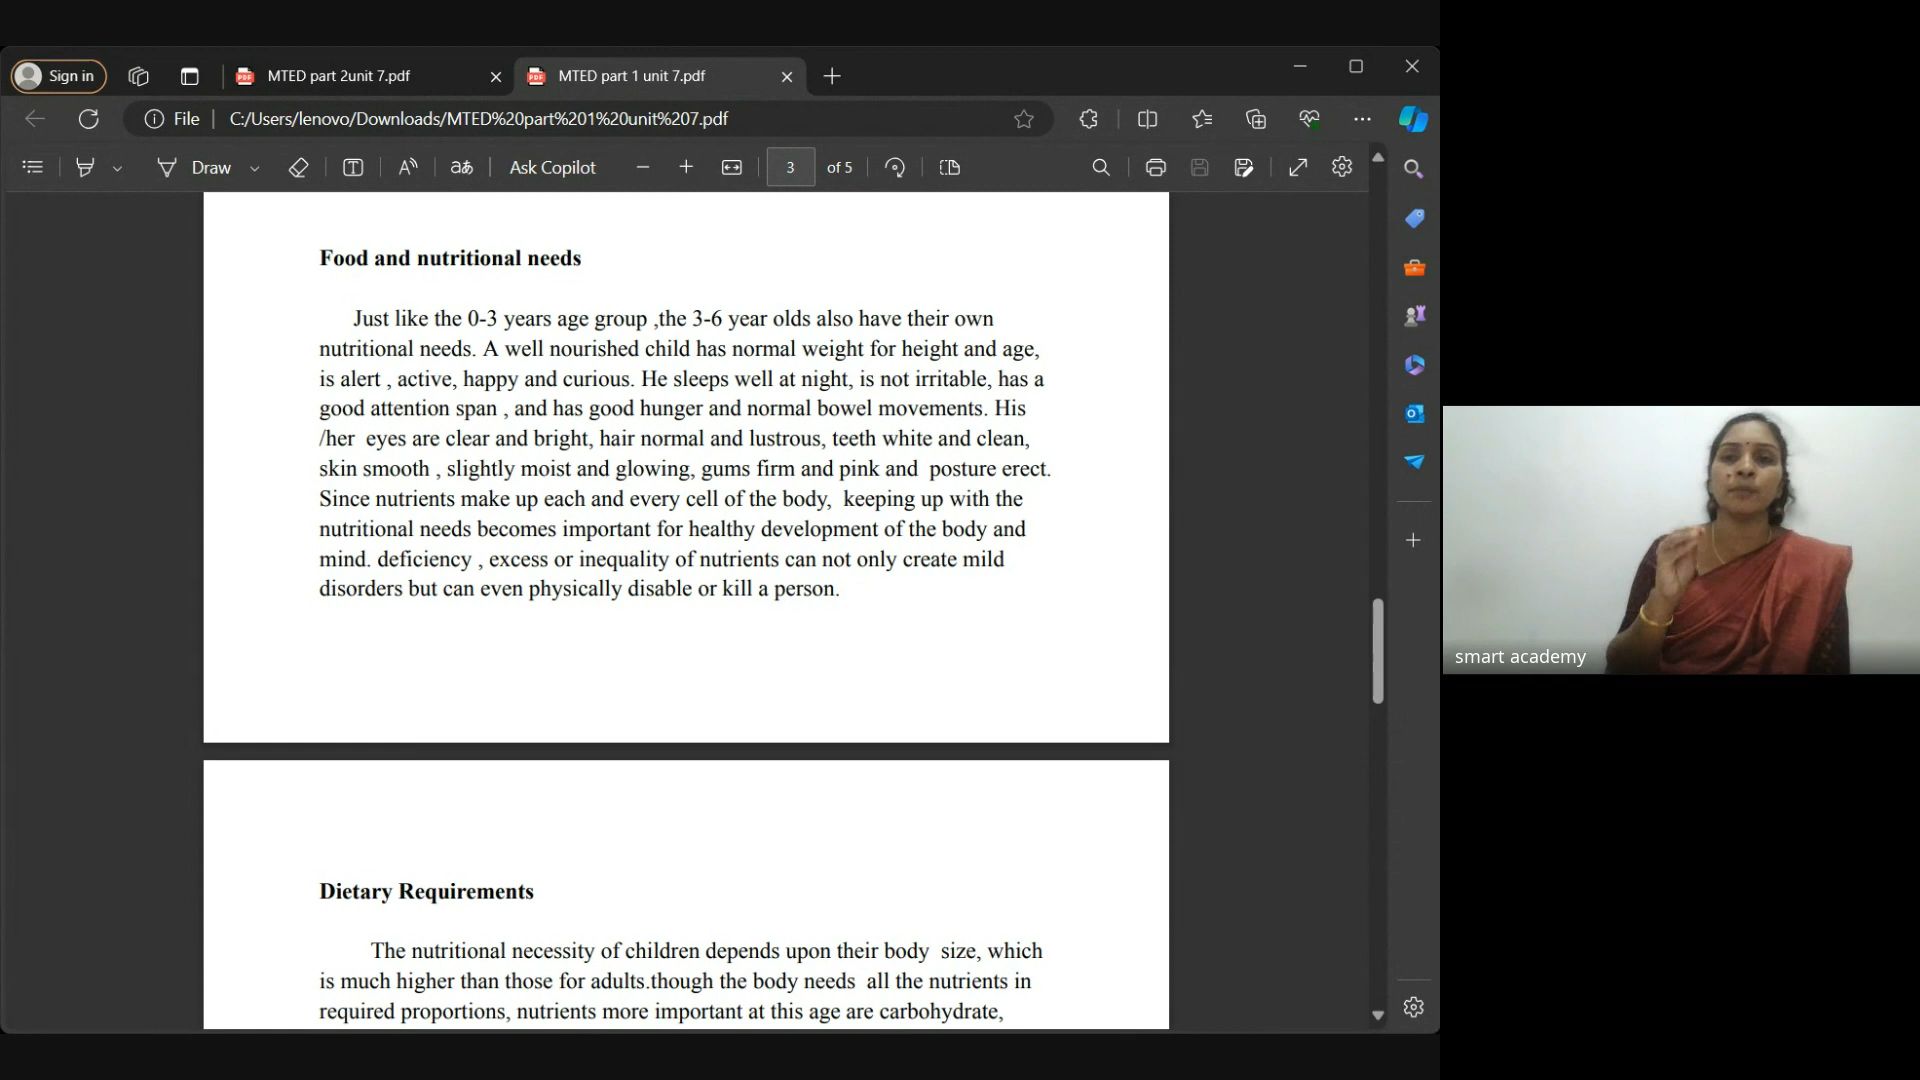 Sign in
MTED part 2unit 7.pdf
MTED part 1 unit 7.pdf
File
C:/Users/lenovo/Downloads/MTED%20part%201%20unit%207.pdf
Draw
Ask Copilot
3 of 5
Food and nutritional needs
Just like the 0-3 years age group ,the 3-6 year olds also have their own
nutritional needs. A well nourished child has normal weight for height and age,
is alert , active, happy and curious. He sleeps well at night, is not irritable, has a
good attention span , and has good hunger and normal bowel movements. His
/her eyes are clear and bright, hair normal and lustrous, teeth white and clean,
skin smooth , slightly moist and glowing, gums firm and pink and posture erect.
Since nutrients make up each and every cell of the body, keeping up with the
nutritional needs becomes important for healthy development of the body and
mind. deficiency , excess or inequality of nutrients can not only create mild
disorders but can even physically disable or kill a person.
Dietary Requirements
The nutritional necessity of children depends upon their body size, which
is much higher than those for adults.though the body needs all the nutrients in
required proportions, nutrients more important at this age are carbohydrate,
smart academy